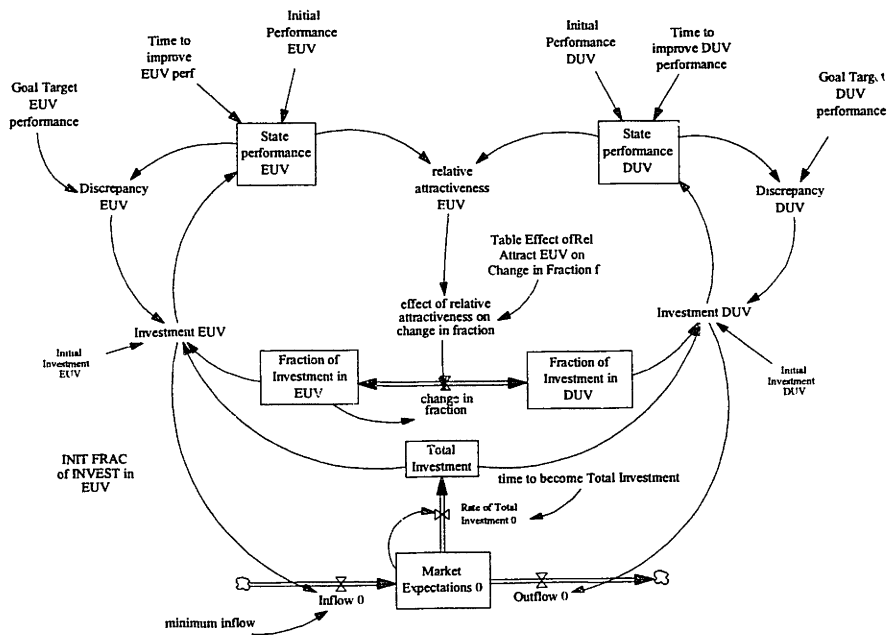 Initial
Performance
EUV
Time to
improve
EUV perf
Goal Target
EUV
performance
State
performance
EUV
Discrepancy
EUV
relative
attractiveness
EUV
Initial
Performance
DUV
Time to
improve DUV
performance
Goal Targ t
DUV
performance
State
performance
DUV
Discrepancy
DUV
Table Effect of Rel
Attract EUV on
Change in Fraction f
effect of relative
attractiveness on
change in fraction
Investment EUV
Investment DUV
Initial
Investment
EUV
Fraction of
Investment in
EUV
change in
fraction
Fraction of
Investment in
DUV
Initial
Investment
DUV
INIT FRAC
of INVEST in
EUV
Total
Investment
time to become Total Investment
Rate of Total
Investment 0
Market
Expectations 0
Inflow 0
Outflow 0
minimum inflow